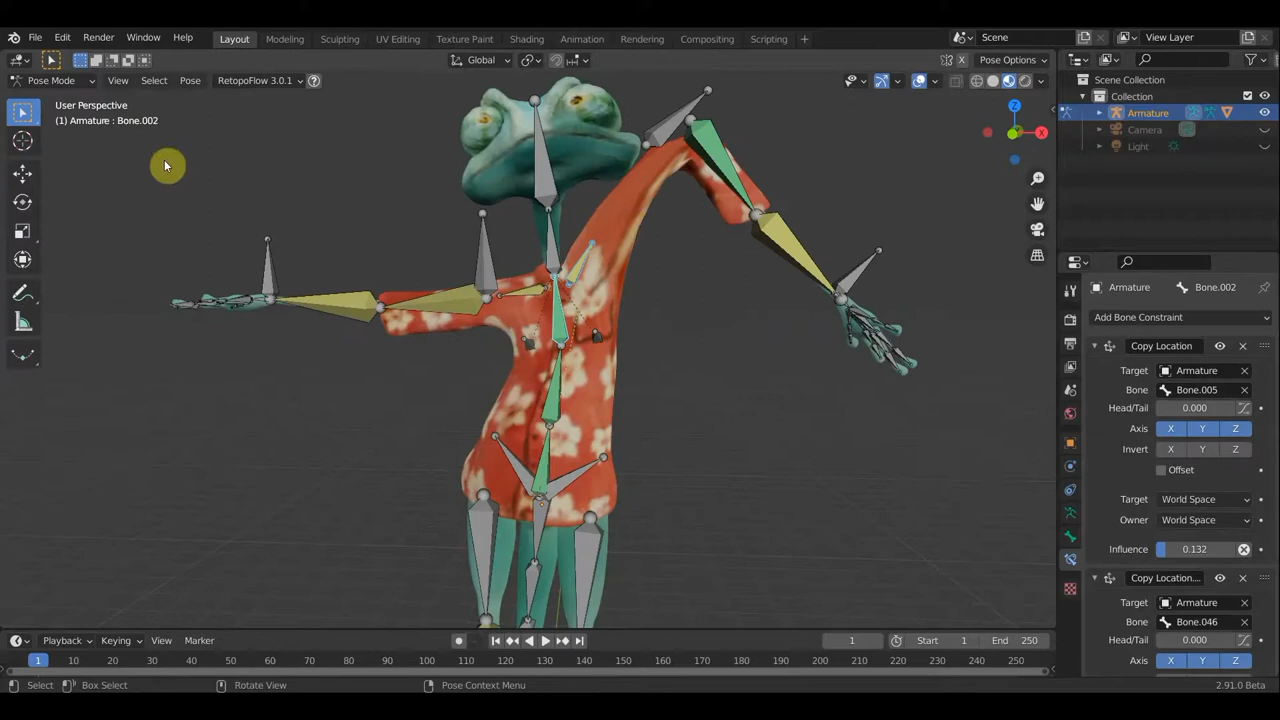 File Edit Render Window Help Layout Modeling Sculpting UV Editing Texture Paint Shading Animation Rendering Compositing Scripting + Scene View Layer
Global Pose Options
Pose Mode View Select Pose RetopoFlow 3.0.1 ? Scene Collection
Collection
User Perspective
(1) Armature : Bone.002
Armature
Camera
Light
Z
X
Armature Bone.002
Add Bone Constraint
Copy Location
Target Armature
Bone Bone.005
Head/Tail 0.000
Axis X Y Z
Invert X Y Z
Offset
Target World Space
Owner World Space
Influence 0.132
Copy Location....
Target Armature
Bone Bone.046
Head/Tail 0.000
Axis X Y Z
Playback Keying View Marker 1 Start 1 End 250
1 10 20 30 40 50 60 70 80 90 100 110 120 130 140 150 160 170 180 190 200 210 220 230 240 250
Select Box Select Rotate View Pose Context Menu 2.91.0 Beta